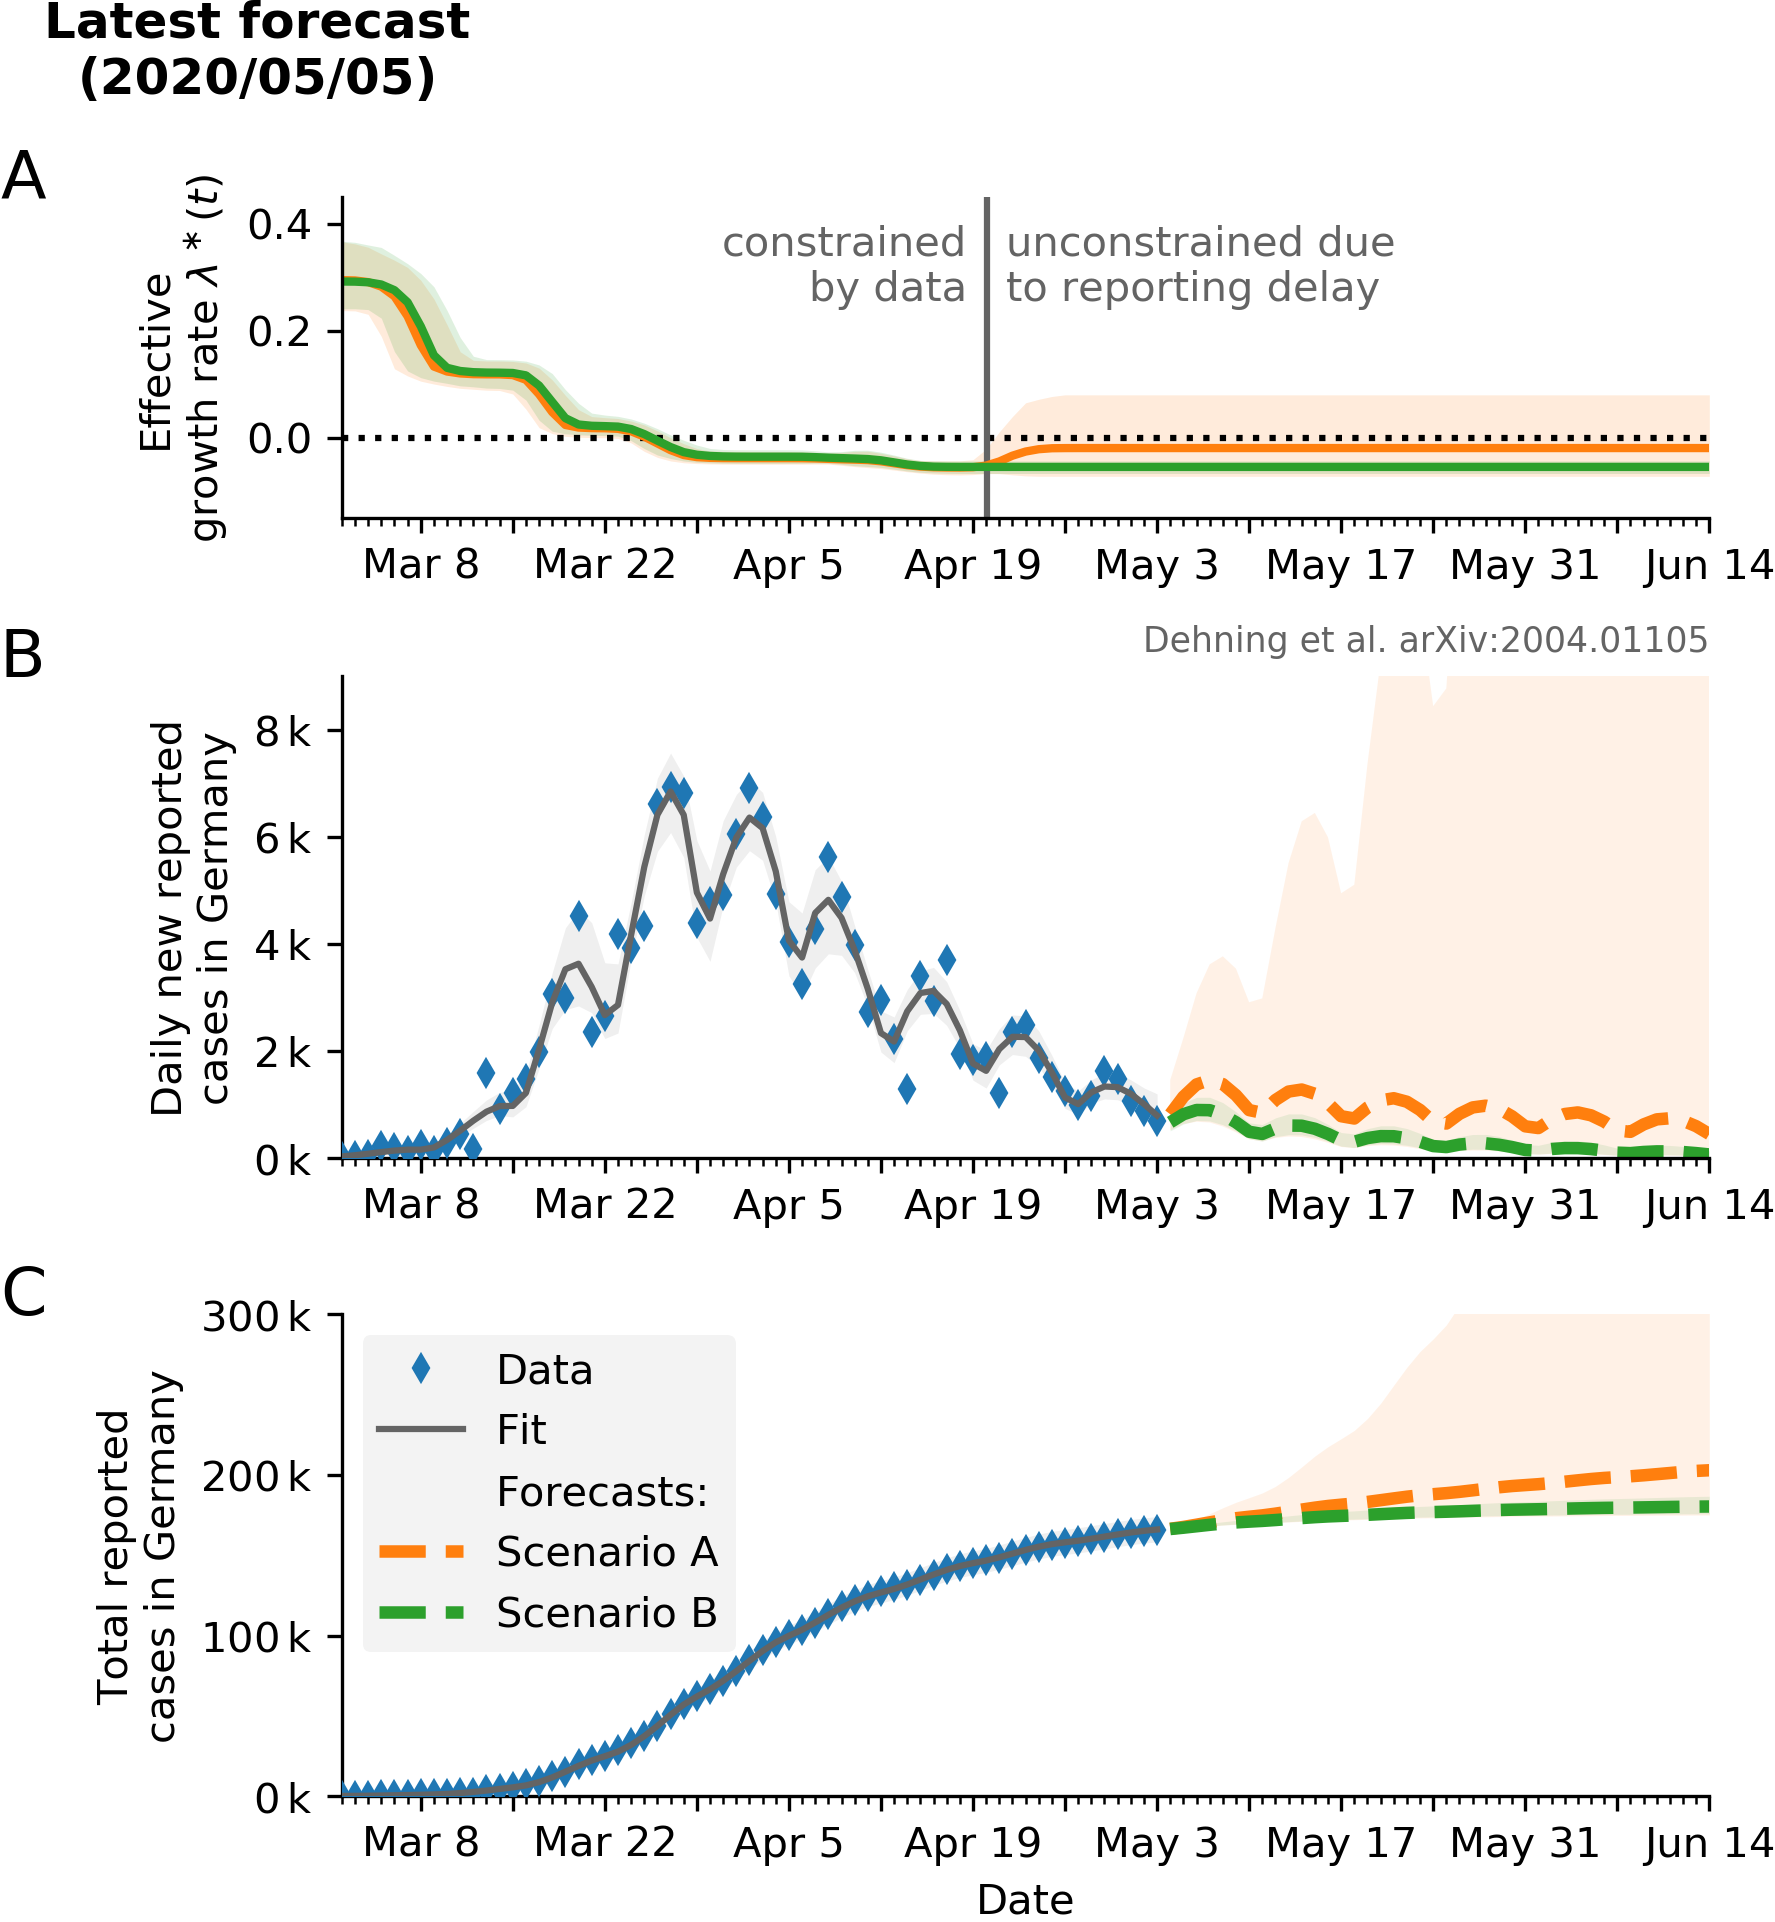 Latest forecast
(2020/05/05)
A
Effective
growth rate λ*(t)
0.4
0.2
0.0
constrained
by data
unconstrained due
to reporting delay
Mar 8
Mar 22
Apr 5
Apr 19
May 3
May 17
May 31
Jun 14
B
Dehning et al. arXiv:2004.01105
Daily new reported
cases in Germany
8 k
6 k
4 k
2 k
0 k
Mar 8
Mar 22
Apr 5
Apr 19
May 3
May 17
May 31
Jun 14
C
Total reported
cases in Germany
300 k
200 k
100 k
0 k
Data
Fit
Forecasts:
Scenario A
Scenario B
Mar 8
Mar 22
Apr 5
Apr 19
May 3
May 17
May 31
Jun 14
Date